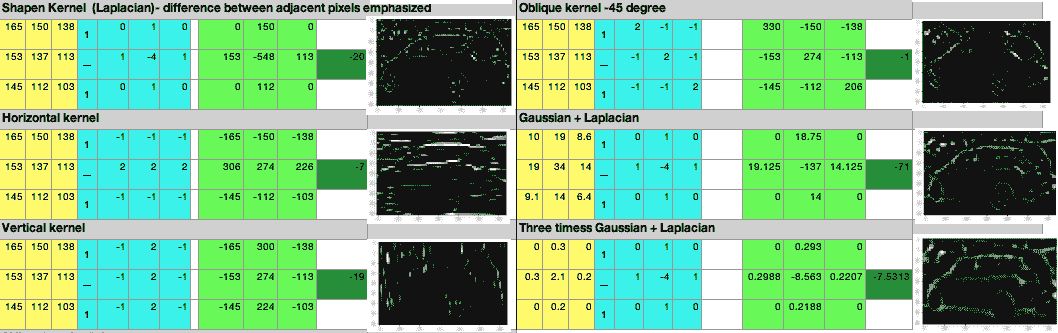 Shapen Kernel (Laplacian)- difference between adjacent pixels emphasized
165 150 138 1 0 1 0 0 150 0
153 137 113 _ 1 -4 1 153 -548 113 -20
145 112 103 1 0 1 0 0 112 0
Horizontal kernel
-1 -1 -1 -165 -150 -138
153 137 113 _ 2 2 2 306 274 226 -7
145 112 103 1 -1 -1 -1 -145 -112 -103
Vertical kernel
165 150 138 1 -1 2 -1 -165 300 -138
153 137 113 _ -1 2 -1 -153 274 -113 -19
145 112 103 1 -1 2 -1 -145 224 -103
Oblique kernel -45 degree
165 150 138 1 2 -1 -1 330 -150 -138
153 137 113 _ -1 2 -1 -153 274 -113 -1
145 112 103 1 -1 -1 2 -145 -112 206
Gaussian + Laplacian
10 19 8.6 1 0 1 0 0 18.75 0
19 34 14 _ 1 -4 1 19.125 -137 14.125 -71
9.1 14 6.4 1 0 1 0 0 14 0
Three timess Gaussian + Laplacian
0 0.3 0 1 0 1 0 0 0.293 0
0.3 2.1 0.2 _ 1 -4 1 0.2988 -8.563 0.2207 -7.5313
0 0.2 0 1 0 1 0 0 0.2188 0